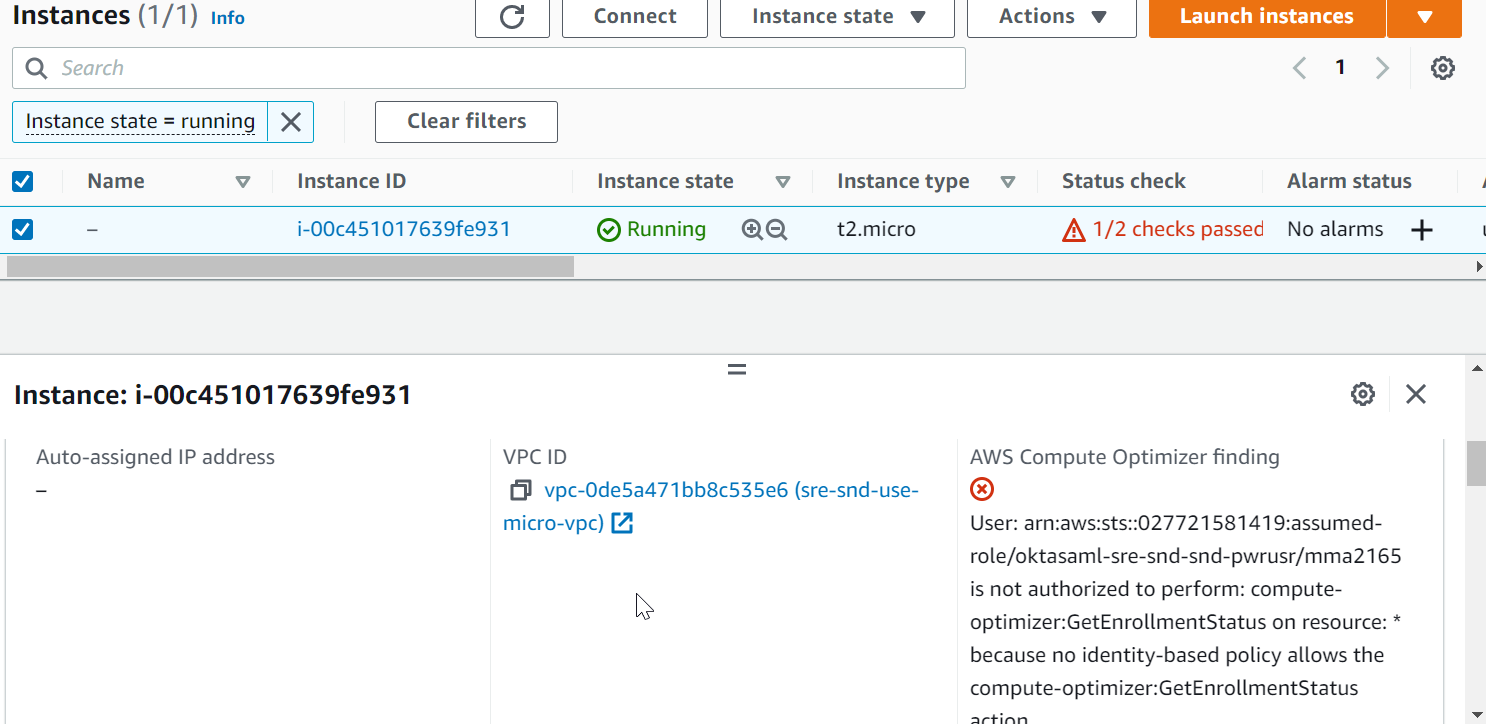 Instances (1/1) Info
Connect
Instance state
Actions
Launch instances
Search
1
Instance state = running
Clear filters
Name
Instance ID
Instance state
Instance type
Status check
Alarm status
– i-00c451017639fe931 Running t2.micro 1/2 checks passed No alarms +
Instance: i-00c451017639fe931
Auto-assigned IP address
–
VPC ID
vpc-0de5a471bb8c535e6 (sre-snd-use-
micro-vpc)
AWS Compute Optimizer finding
User: arn:aws:sts::027721581419:assumed-
role/oktasaml-sre-snd-snd-pwrusr/mma2165
is not authorized to perform: compute-
optimizer:GetEnrollmentStatus on resource: *
because no identity-based policy allows the
compute-optimizer:GetEnrollmentStatus
action